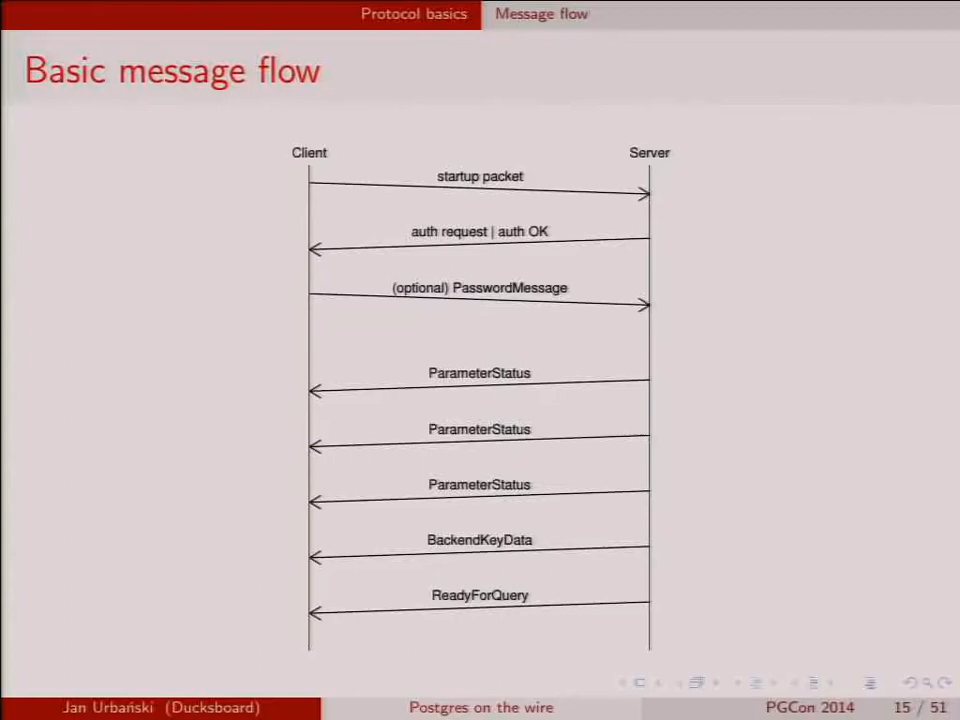 Protocol basics Message flow
Basic message flow
Client Server
startup packet
auth request | auth OK
(optional) PasswordMessage
ParameterStatus
ParameterStatus
ParameterStatus
BackendKeyData
ReadyForQuery
Jan Urbański (Ducksboard) Postgres on the wire PGCon 2014 15 / 51